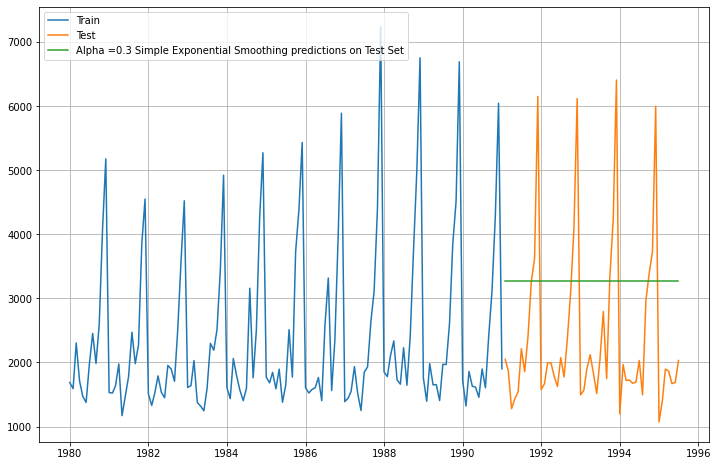 Train
Test
Alpha =0.3 Simple Exponential Smoothing predictions on Test Set
7000
6000
5000
4000
3000
2000
1000
1980 1982 1984 1986 1988 1990 1992 1994 1996